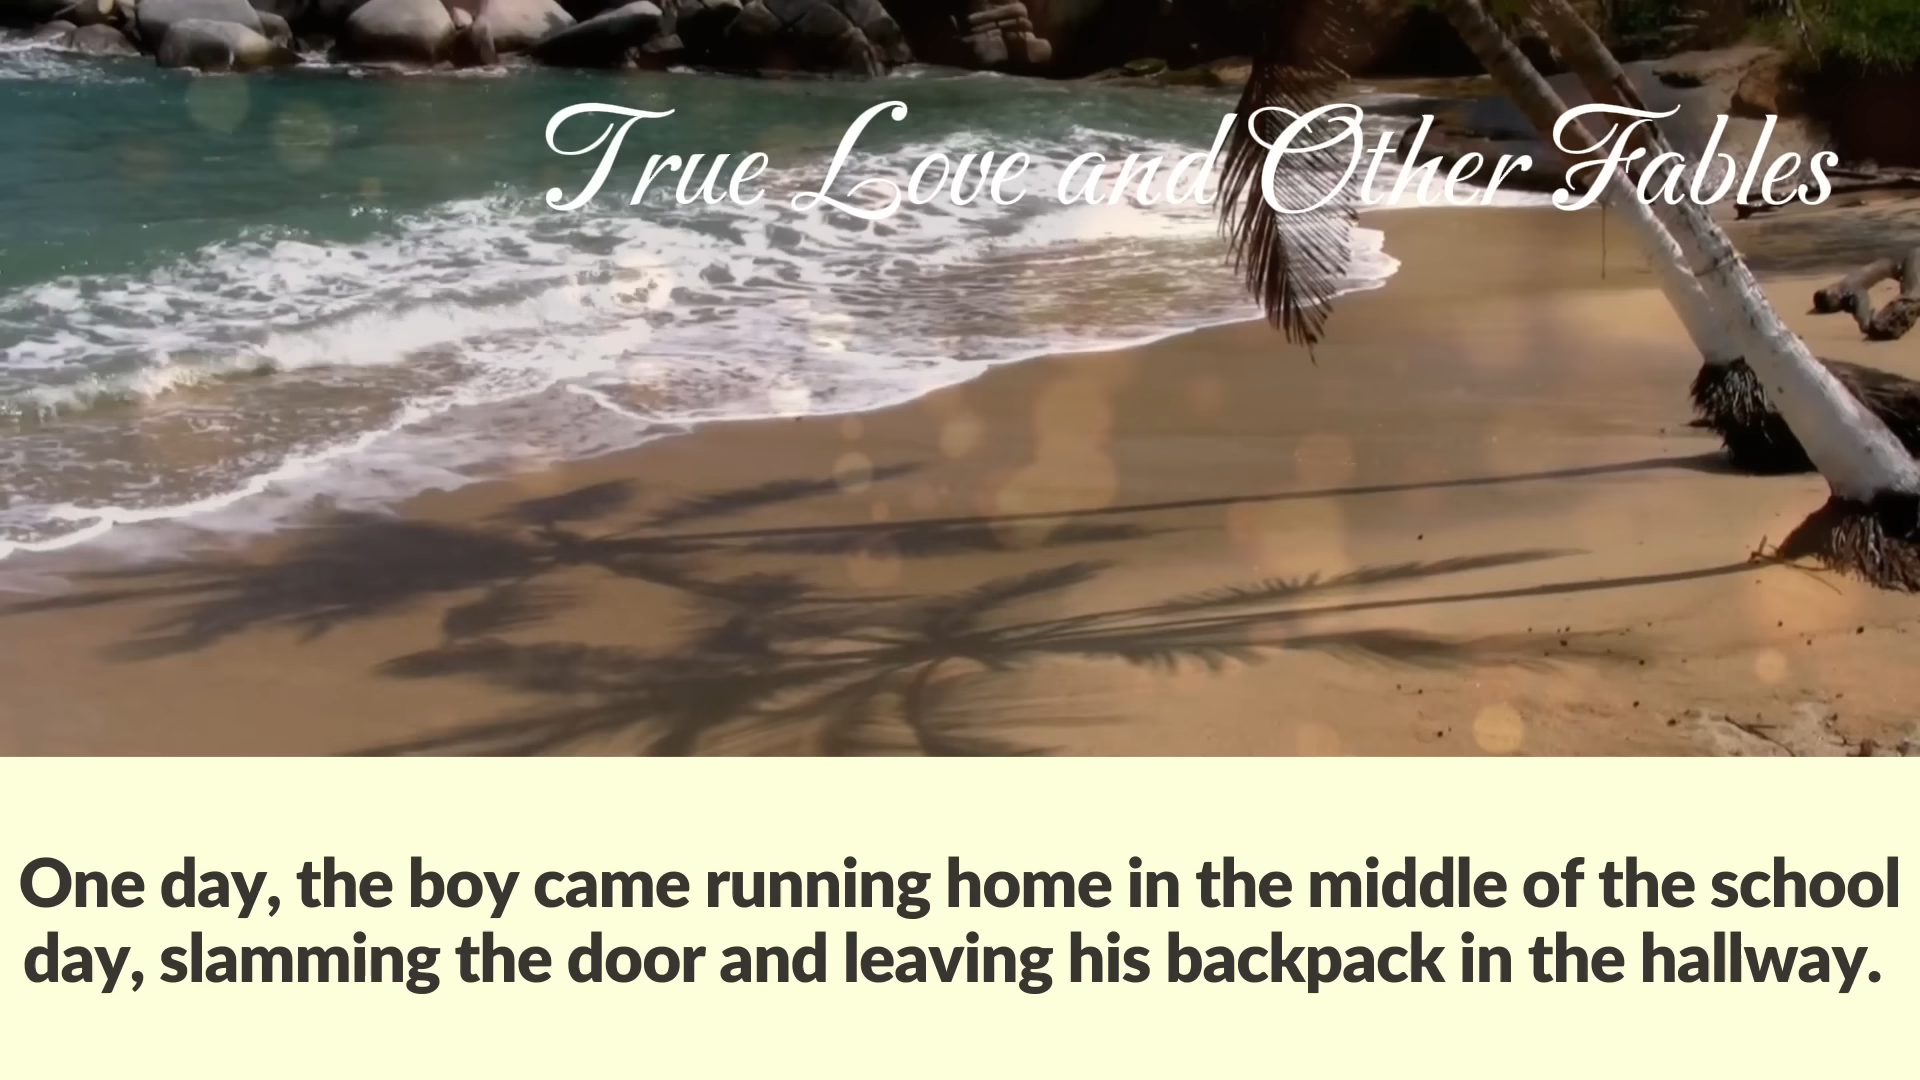 True Love and Other Fables
One day, the boy came running home in the middle of the school
day, slamming the door and leaving his backpack in the hallway.